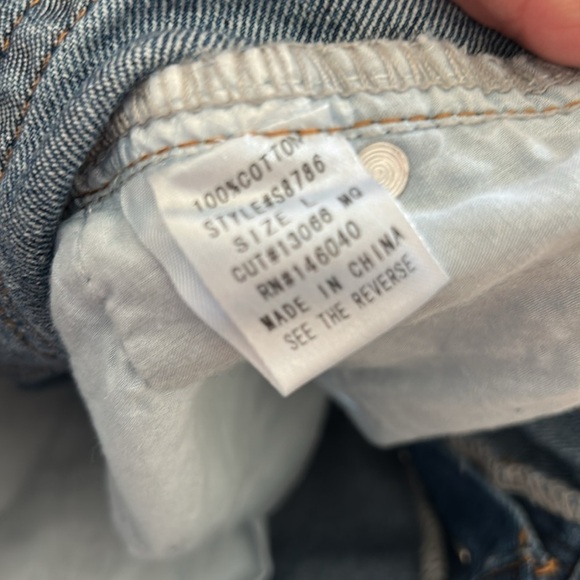 100%COTTON
STYLE#S8786
SIZE L
CUT#13066 MQ
RN#146040
MADE IN CHINA
SEE THE REVERSE